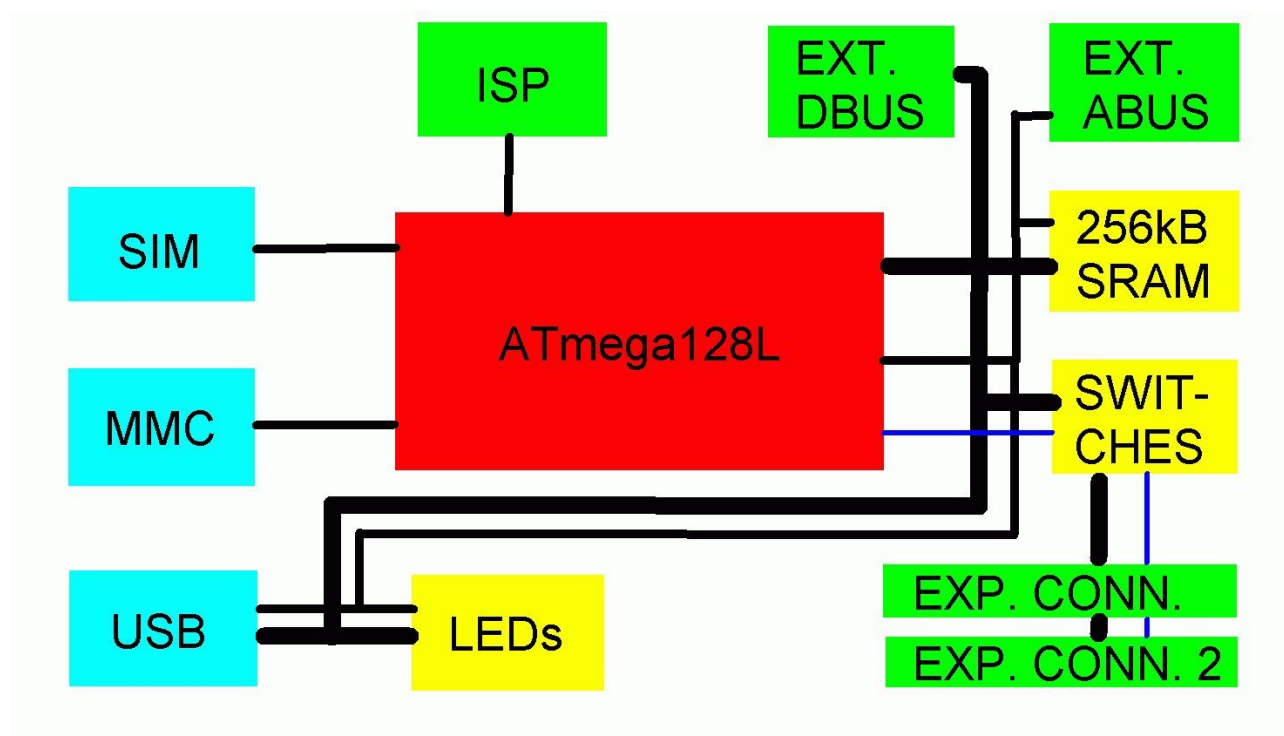 ISP
EXT.
DBUS
EXT.
ABUS
SIM
256kB
SRAM
ATmega128L
MMC
SWIT-
CHES
USB
LEDs
EXP. CONN.
EXP. CONN. 2